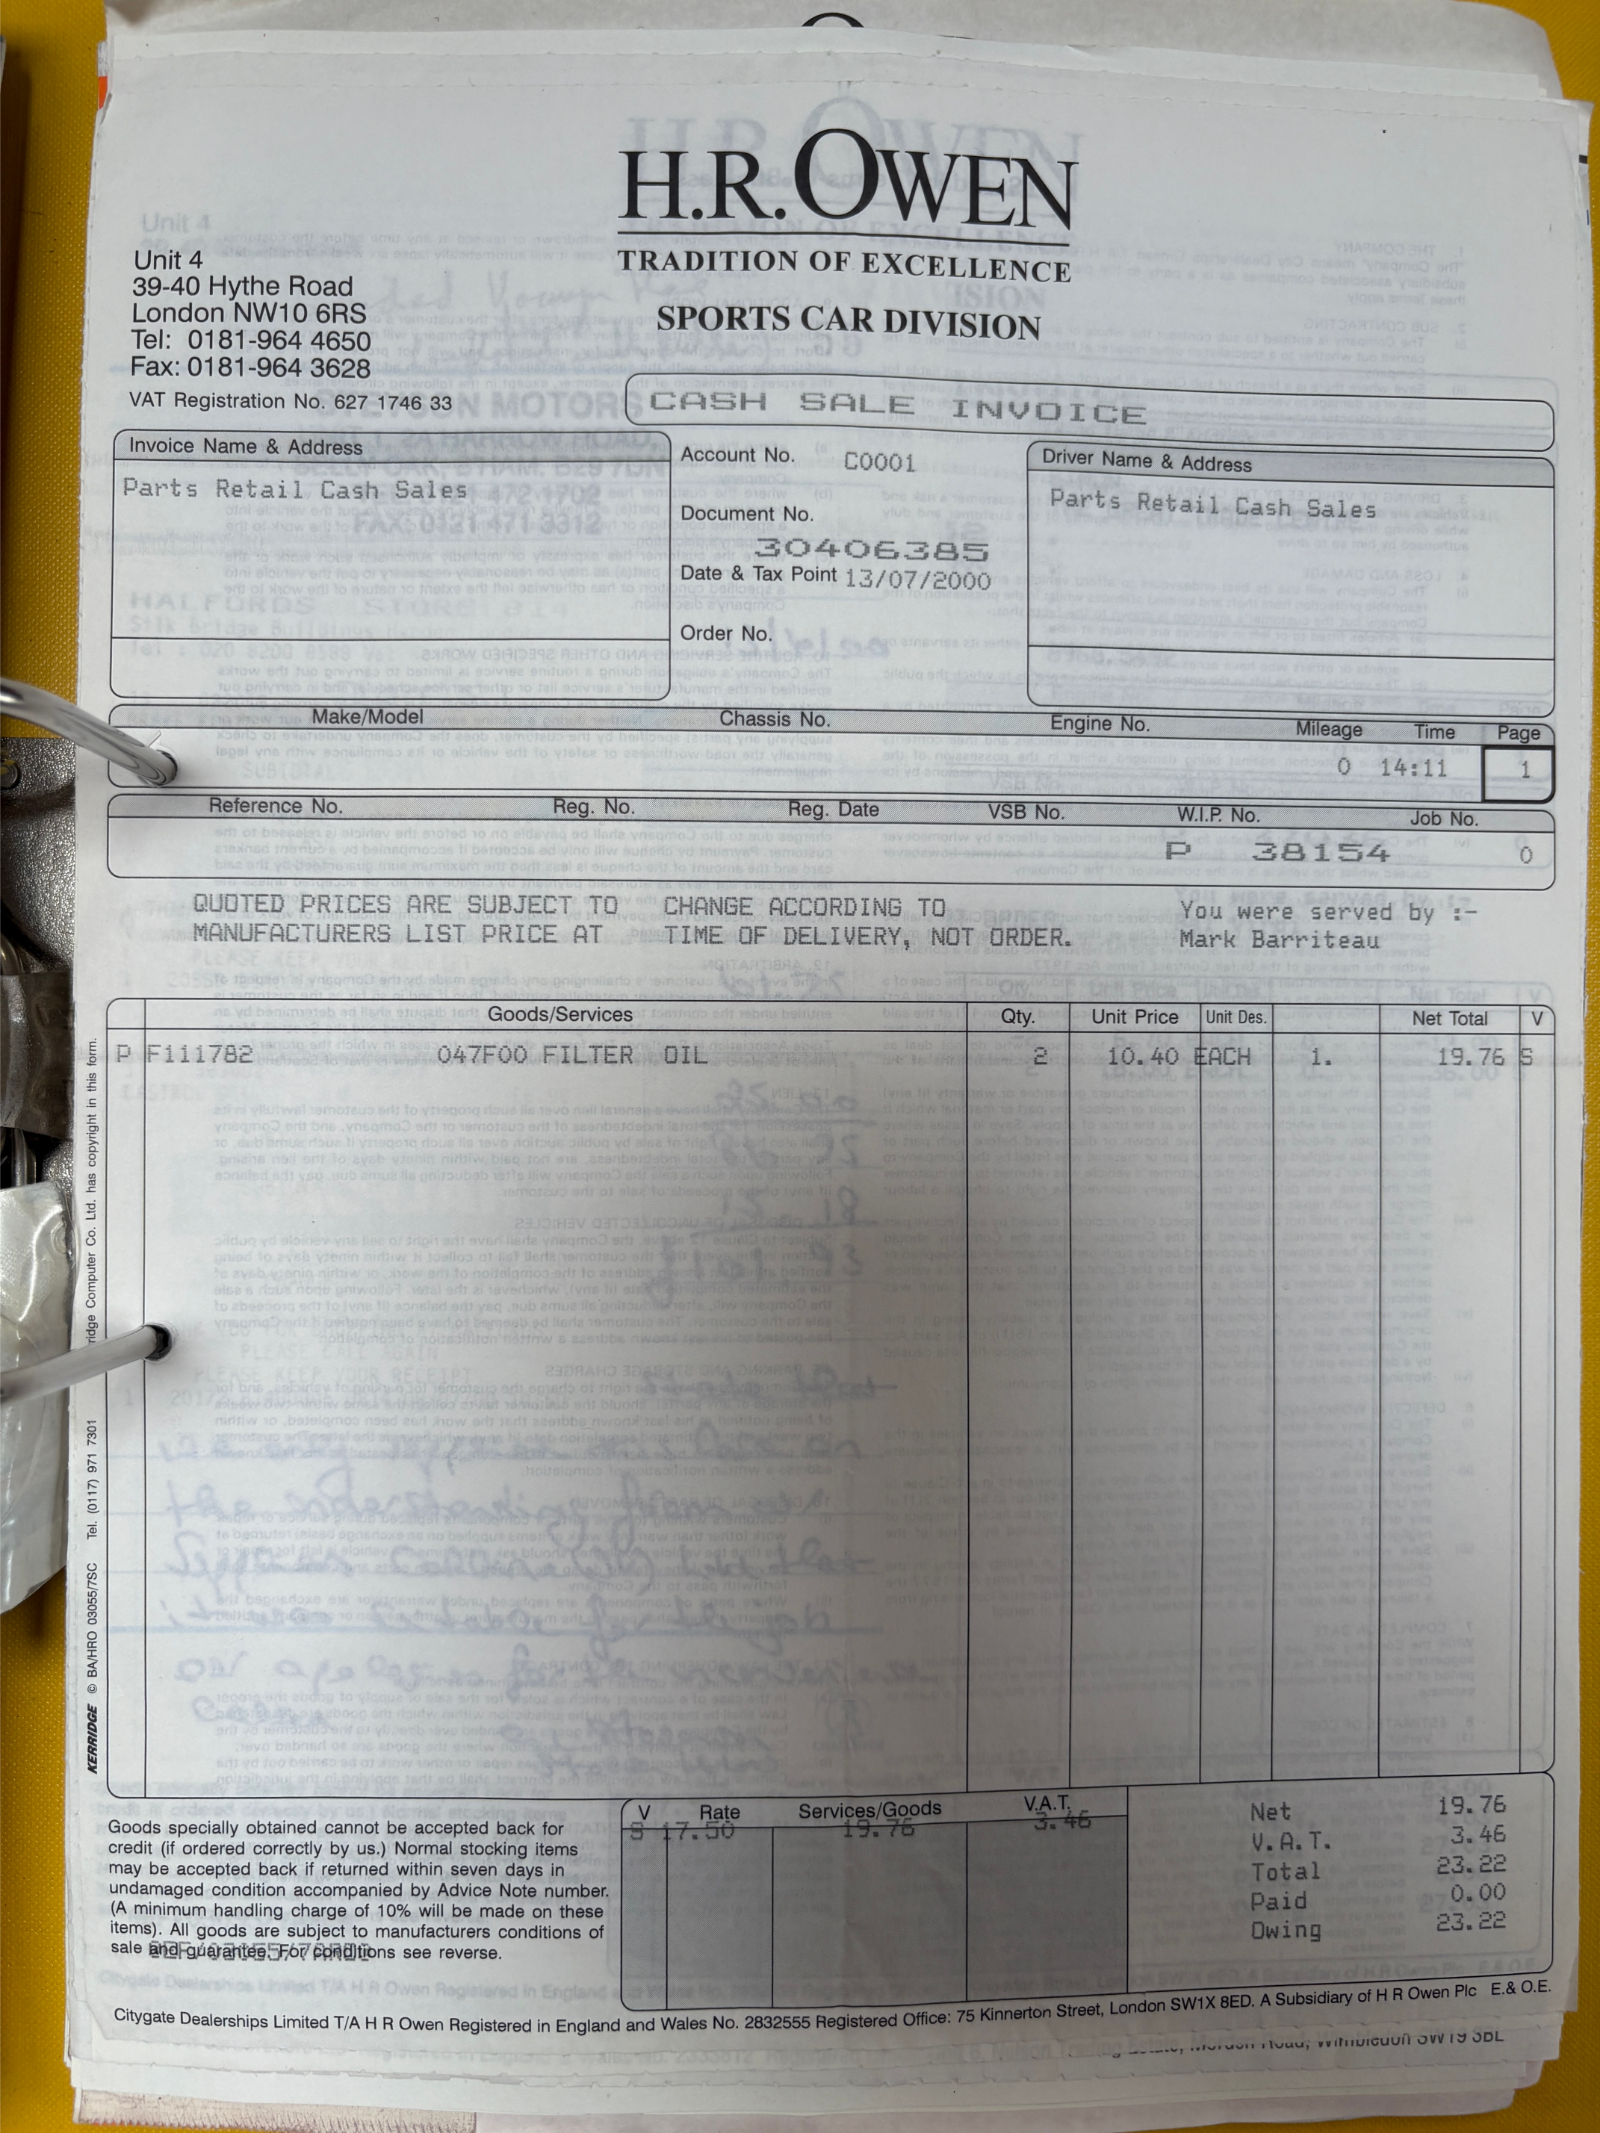 H.R. OWEN
TRADITION OF EXCELLENCE
SPORTS CAR DIVISION
Unit 4
39-40 Hythe Road
London NW10 6RS
Tel: 0181-964 4650
Fax: 0181-964 3628
VAT Registration No. 627 1746 33
CASH SALE INVOICE
Invoice Name & Address
Parts Retail Cash Sales
Account No. C0001
Document No.
30406385
Date & Tax Point 13/07/2000
Order No.
Driver Name & Address
Parts Retail Cash Sales
Make/Model Chassis No. Engine No. Mileage Time Page
0 14:11 1
Reference No. Reg. No. Reg. Date VSB No. W.I.P. No. Job No.
P 38154 0
QUOTED PRICES ARE SUBJECT TO CHANGE ACCORDING TO
MANUFACTURERS LIST PRICE AT TIME OF DELIVERY, NOT ORDER.
You were served by :-
Mark Barriteau
Goods/Services Qty. Unit Price Unit Des. Net Total V
P F111782 047F00 FILTER OIL 2 10.40 EACH 1. 19.76 S
KERRIDGE © BA/HRO 03055/7SC Tel. (0117) 971 7301 ridge Computer Co. Ltd. has copyright in this form.
Goods specially obtained cannot be accepted back for
credit (if ordered correctly by us.) Normal stocking items
may be accepted back if returned within seven days in
undamaged condition accompanied by Advice Note number.
(A minimum handling charge of 10% will be made on these
items). All goods are subject to manufacturers conditions of
sale and guarantee. For conditions see reverse.
V Rate Services/Goods V.A.T.
S 17.50 19.76 3.46
Net 19.76
V.A.T. 3.46
Total 23.22
Paid 0.00
Owing 23.22
Citygate Dealerships Limited T/A H R Owen Registered in England and Wales No. 2832555 Registered Office: 75 Kinnerton Street, London SW1X 8ED. A Subsidiary of H R Owen Plc E.& O.E.